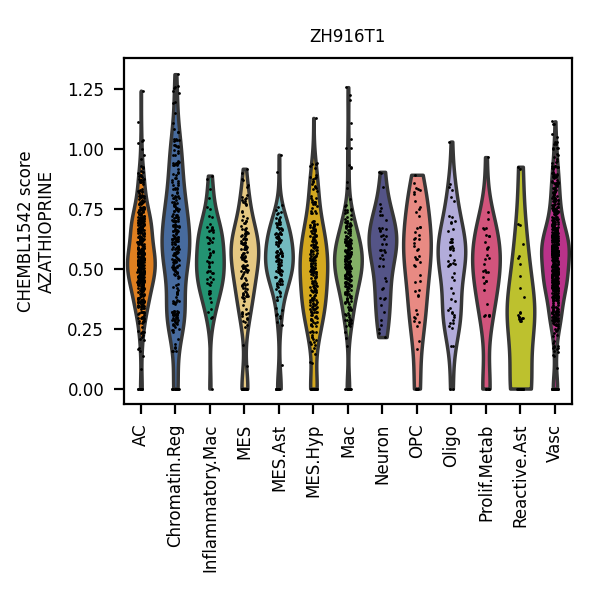 ZH916T1
CHEMBL1542 score
AZATHIOPRINE
1.25
1.00
0.75
0.50
0.25
0.00
AC
Chromatin.Reg
Inflammatory.Mac
MES
MES.Ast
MES.Hyp
Mac
Neuron
OPC
Oligo
Prolif.Metab
Reactive.Ast
Vasc